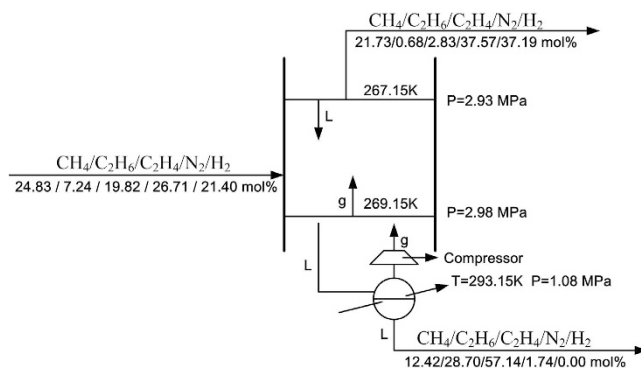 CH₄/C₂H₆/C₂H₄/N₂/H₂
21.73/0.68/2.83/37.57/37.19 mol%
267.15K
P=2.93 MPa
L
CH₄/C₂H₆/C₂H₄/N₂/H₂
24.83 / 7.24 / 19.82 / 26.71 / 21.40 mol%
g
269.15K
P=2.98 MPa
L
g
Compressor
T=293.15K P=1.08 MPa
L
CH₄/C₂H₆/C₂H₄/N₂/H₂
12.42/28.70/57.14/1.74/0.00 mol%